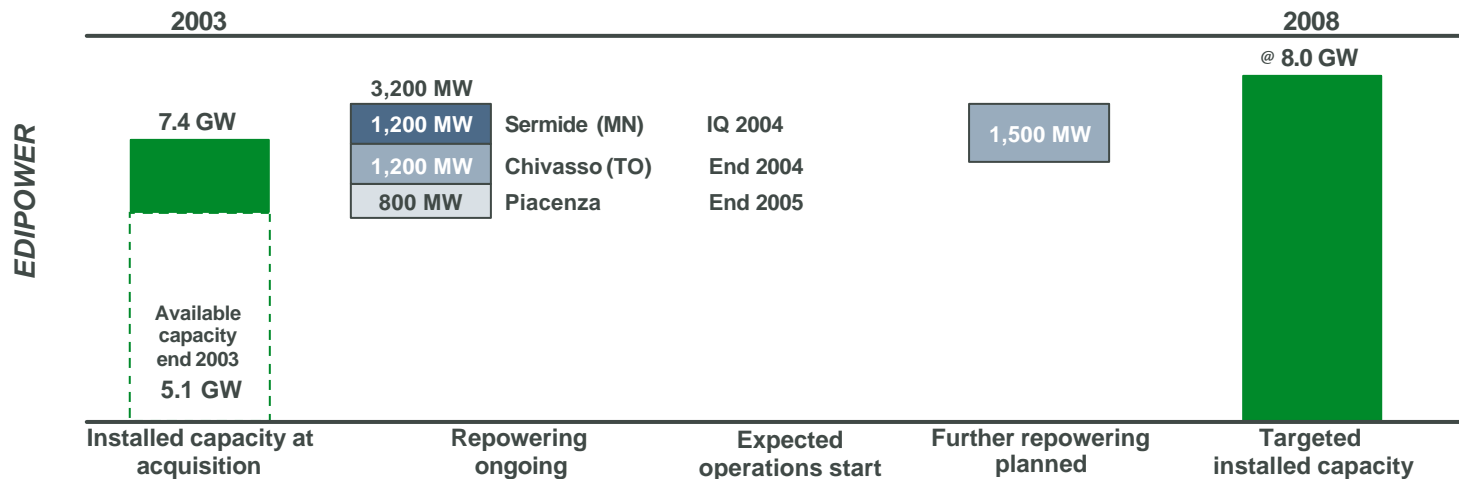 2003
2008
@ 8.0 GW
3,200 MW
7.4 GW
1,200 MW Sermide (MN) IQ 2004
1,500 MW
1,200 MW Chivasso (TO) End 2004
800 MW Piacenza End 2005
EDIPOWER
Available
capacity
end 2003
5.1 GW
Installed capacity at
acquisition
Repowering
ongoing
Expected
operations start
Further repowering
planned
Targeted
installed capacity